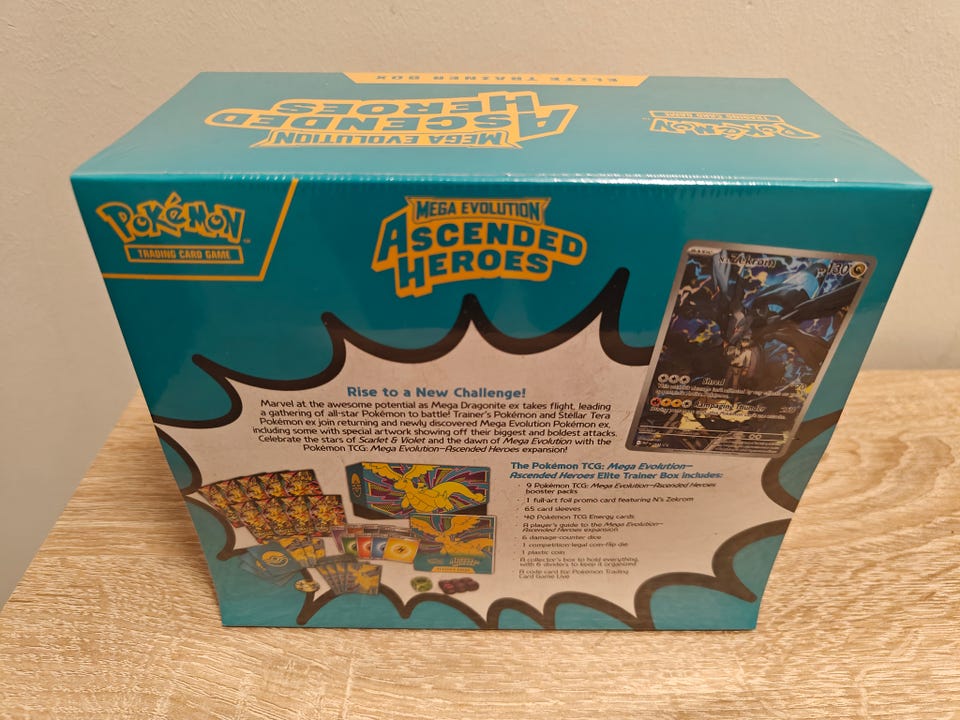 ELITE TRAINER BOX
MEGA EVOLUTION
ASCENDED
HEROES
POKÉMON
TRADING CARD GAME
POKÉMON
TRADING CARD GAME
MEGA EVOLUTION
ASCENDED
HEROES
BASIC
N's Zekrom
130
Shred
Rampaging Thunder
Rise to a New Challenge!
Marvel at the awesome potential as Mega Dragonite ex takes flight, leading
a gathering of all-star Pokémon to battle! Trainer's Pokémon and Stellar Tera
Pokémon ex join returning and newly discovered Mega Evolution Pokémon ex,
including some with special artwork showing off their biggest and boldest attacks.
Celebrate the stars of Scarlet & Violet and the dawn of Mega Evolution with the
Pokémon TCG: Mega Evolution—Ascended Heroes expansion!
The Pokémon TCG: Mega Evolution—
Ascended Heroes Elite Trainer Box includes:
· 9 Pokémon TCG: Mega Evolution—Ascended Heroes
booster packs
· 1 full-art foil promo card featuring N's Zekrom
· 65 card sleeves
· 40 Pokémon TCG Energy cards
· A player's guide to the Mega Evolution—
Ascended Heroes expansion
· 6 damage-counter dice
· 1 competition-legal coin-flip die
· 1 plastic coin
· A collector's box to hold everything,
with 6 dividers to keep it organized
· A code card for Pokémon Trading
Card Game Live
ASCENDED
HEROES